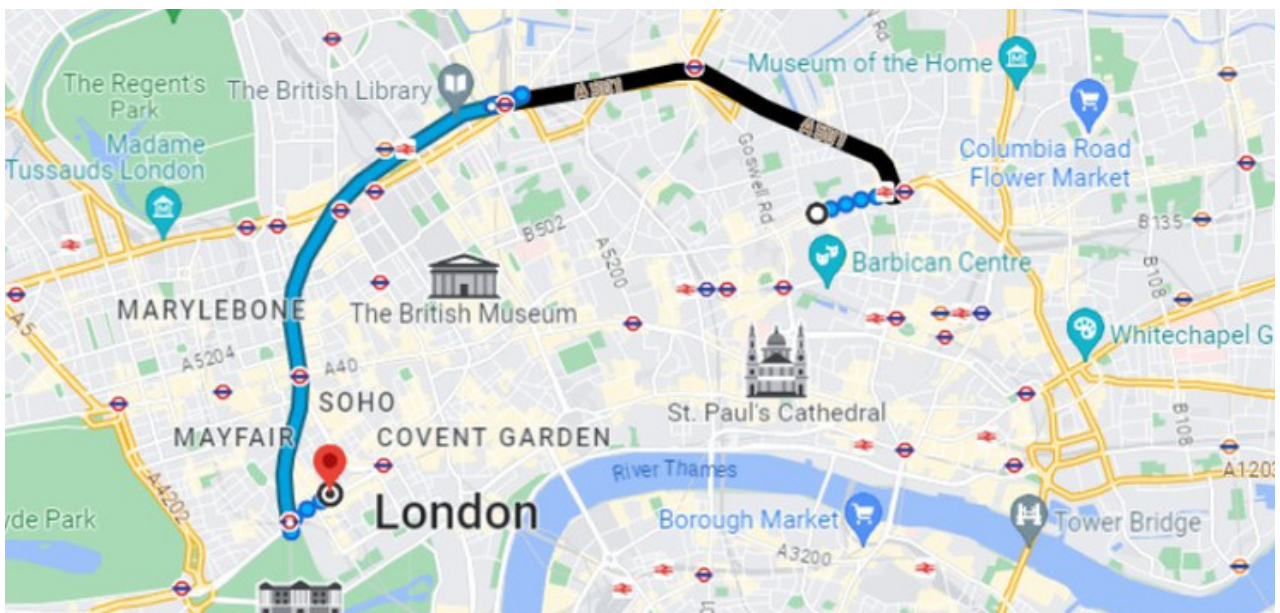 Museum of the Home
The Regent's
Park
The British Library
A501
Madame
Tussauds London
A501
Goswell Rd
Columbia Road
Flower Market
B135
B502
A5200
Barbican Centre
B108
A5
MARYLEBONE
The British Museum
Whitechapel G
A5204
A40
SOHO
St. Paul's Cathedral
MAYFAIR
COVENT GARDEN
B108
River Thames
A1203
A4202
yde Park
London
Borough Market
Tower Bridge
A3200